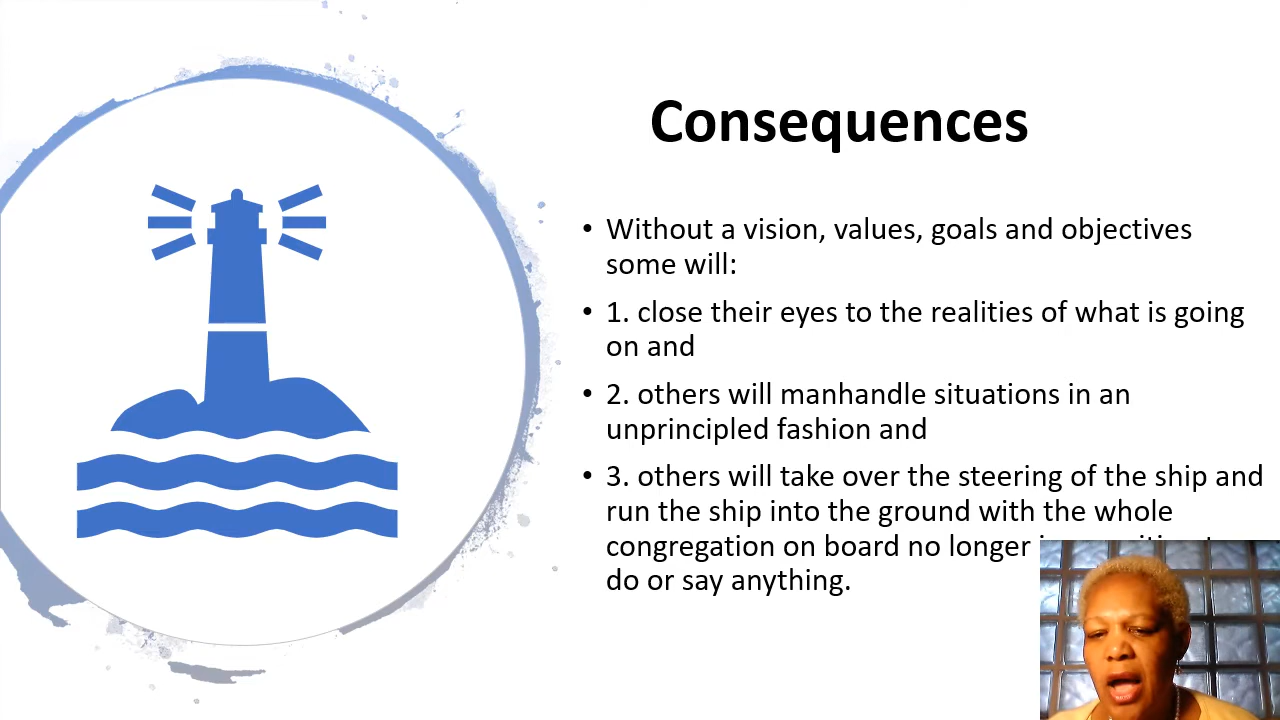 Consequences
• Without a vision, values, goals and objectives
some will:
• 1. close their eyes to the realities of what is going
on and
• 2. others will manhandle situations in an
unprincipled fashion and
• 3. others will take over the steering of the ship and
run the ship into the ground with the whole
congregation on board no longer
do or say anything.